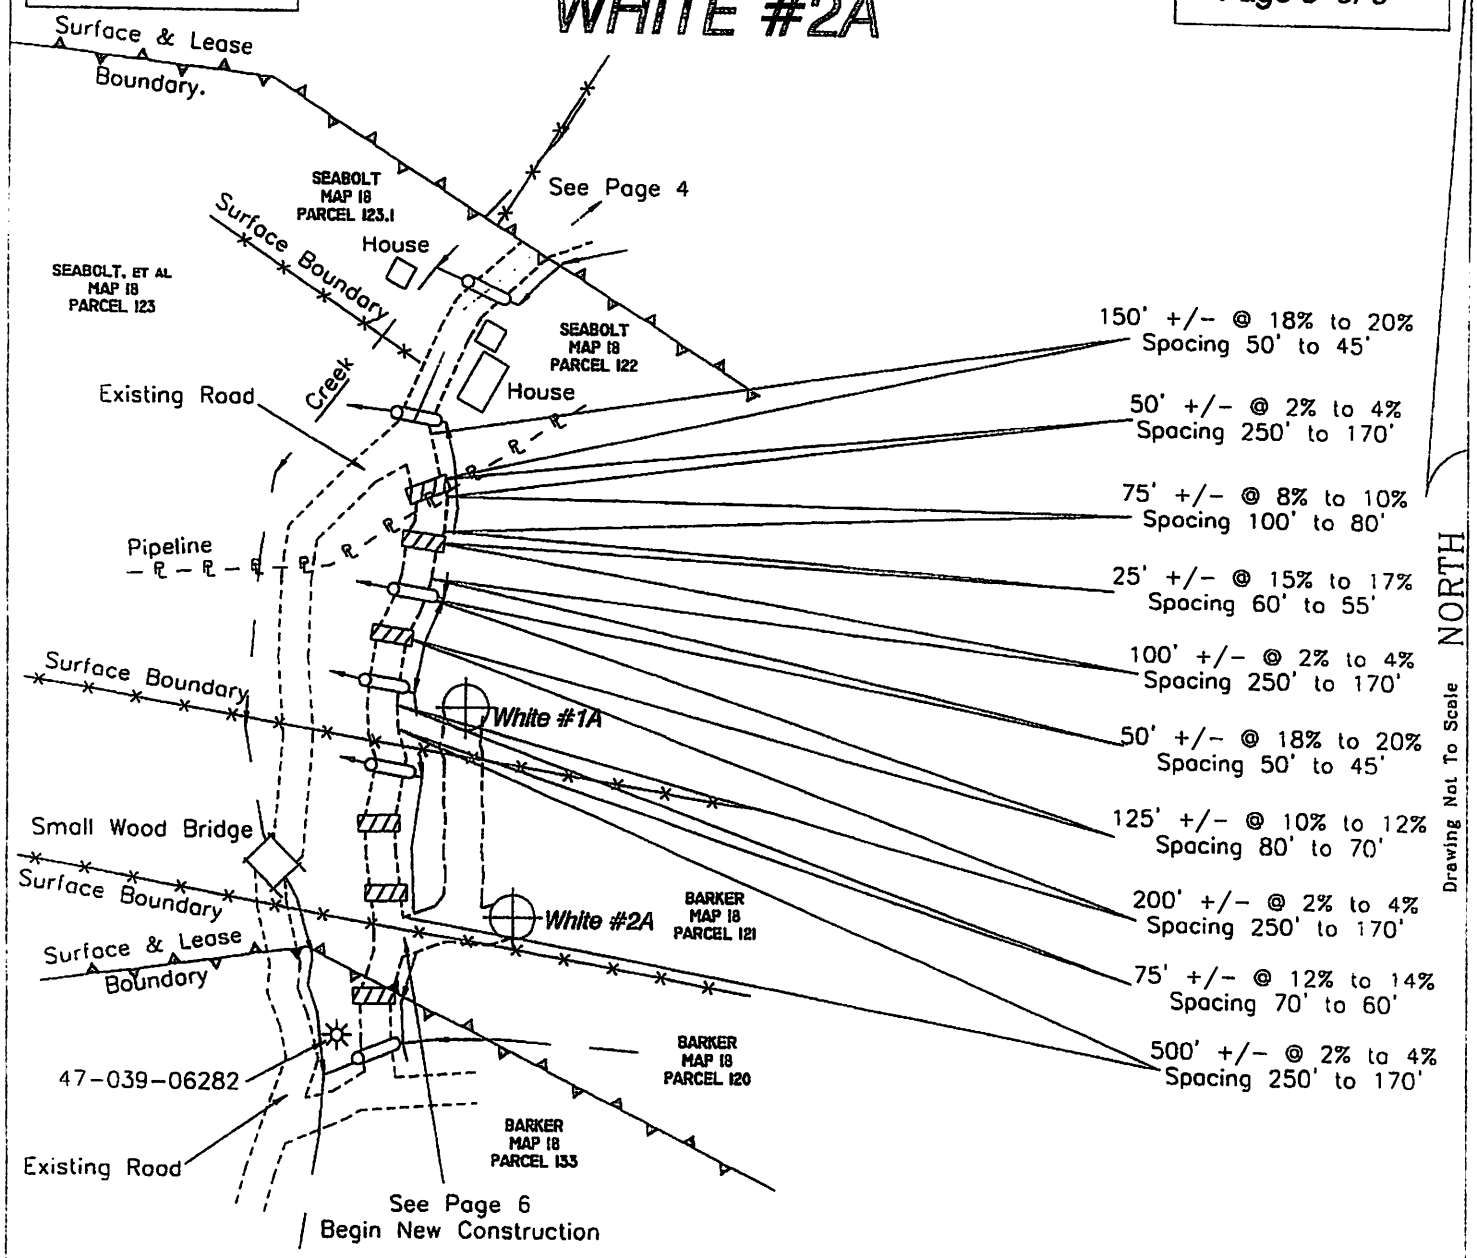 WHITE #2A
Surface & Lease
Boundary.
SEABOLT
MAP 18
PARCEL 123.1
See Page 4
Surface Boundary
House
SEABOLT, ET AL
MAP 18
PARCEL 123
SEABOLT
MAP 18
PARCEL 122
House
Creek
Existing Road
Pipeline
150' +/- @ 18% to 20%
Spacing 50' to 45'
50' +/- @ 2% to 4%
Spacing 250' to 170'
75' +/- @ 8% to 10%
Spacing 100' to 80'
25' +/- @ 15% to 17%
Spacing 60' to 55'
100' +/- @ 2% to 4%
Spacing 250' to 170'
50' +/- @ 18% to 20%
Spacing 50' to 45'
125' +/- @ 10% to 12%
Spacing 80' to 70'
200' +/- @ 2% to 4%
Spacing 250' to 170'
75' +/- @ 12% to 14%
Spacing 70' to 60'
500' +/- @ 2% to 4%
Spacing 250' to 170'
NORTH
Drawing Not To Scale
Surface Boundary
White #1A
Small Wood Bridge
Surface Boundary
White #2A
BARKER
MAP 18
PARCEL 121
Surface & Lease
Boundary
47-039-06282
BARKER
MAP 18
PARCEL 120
BARKER
MAP 18
PARCEL 133
Existing Road
See Page 6
Begin New Construction